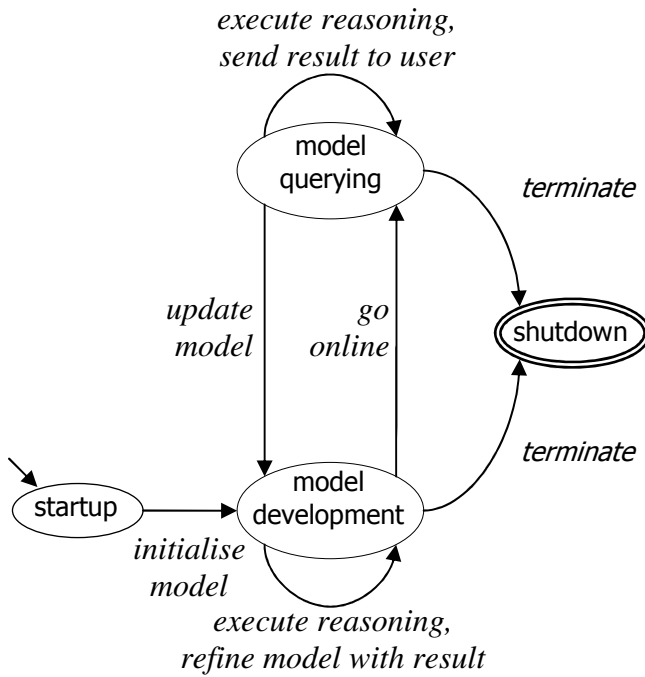 execute reasoning,
send result to user
model
querying
terminate
update
model
go
online
shutdown
terminate
model
development
startup
initialise
model
execute reasoning,
refine model with result